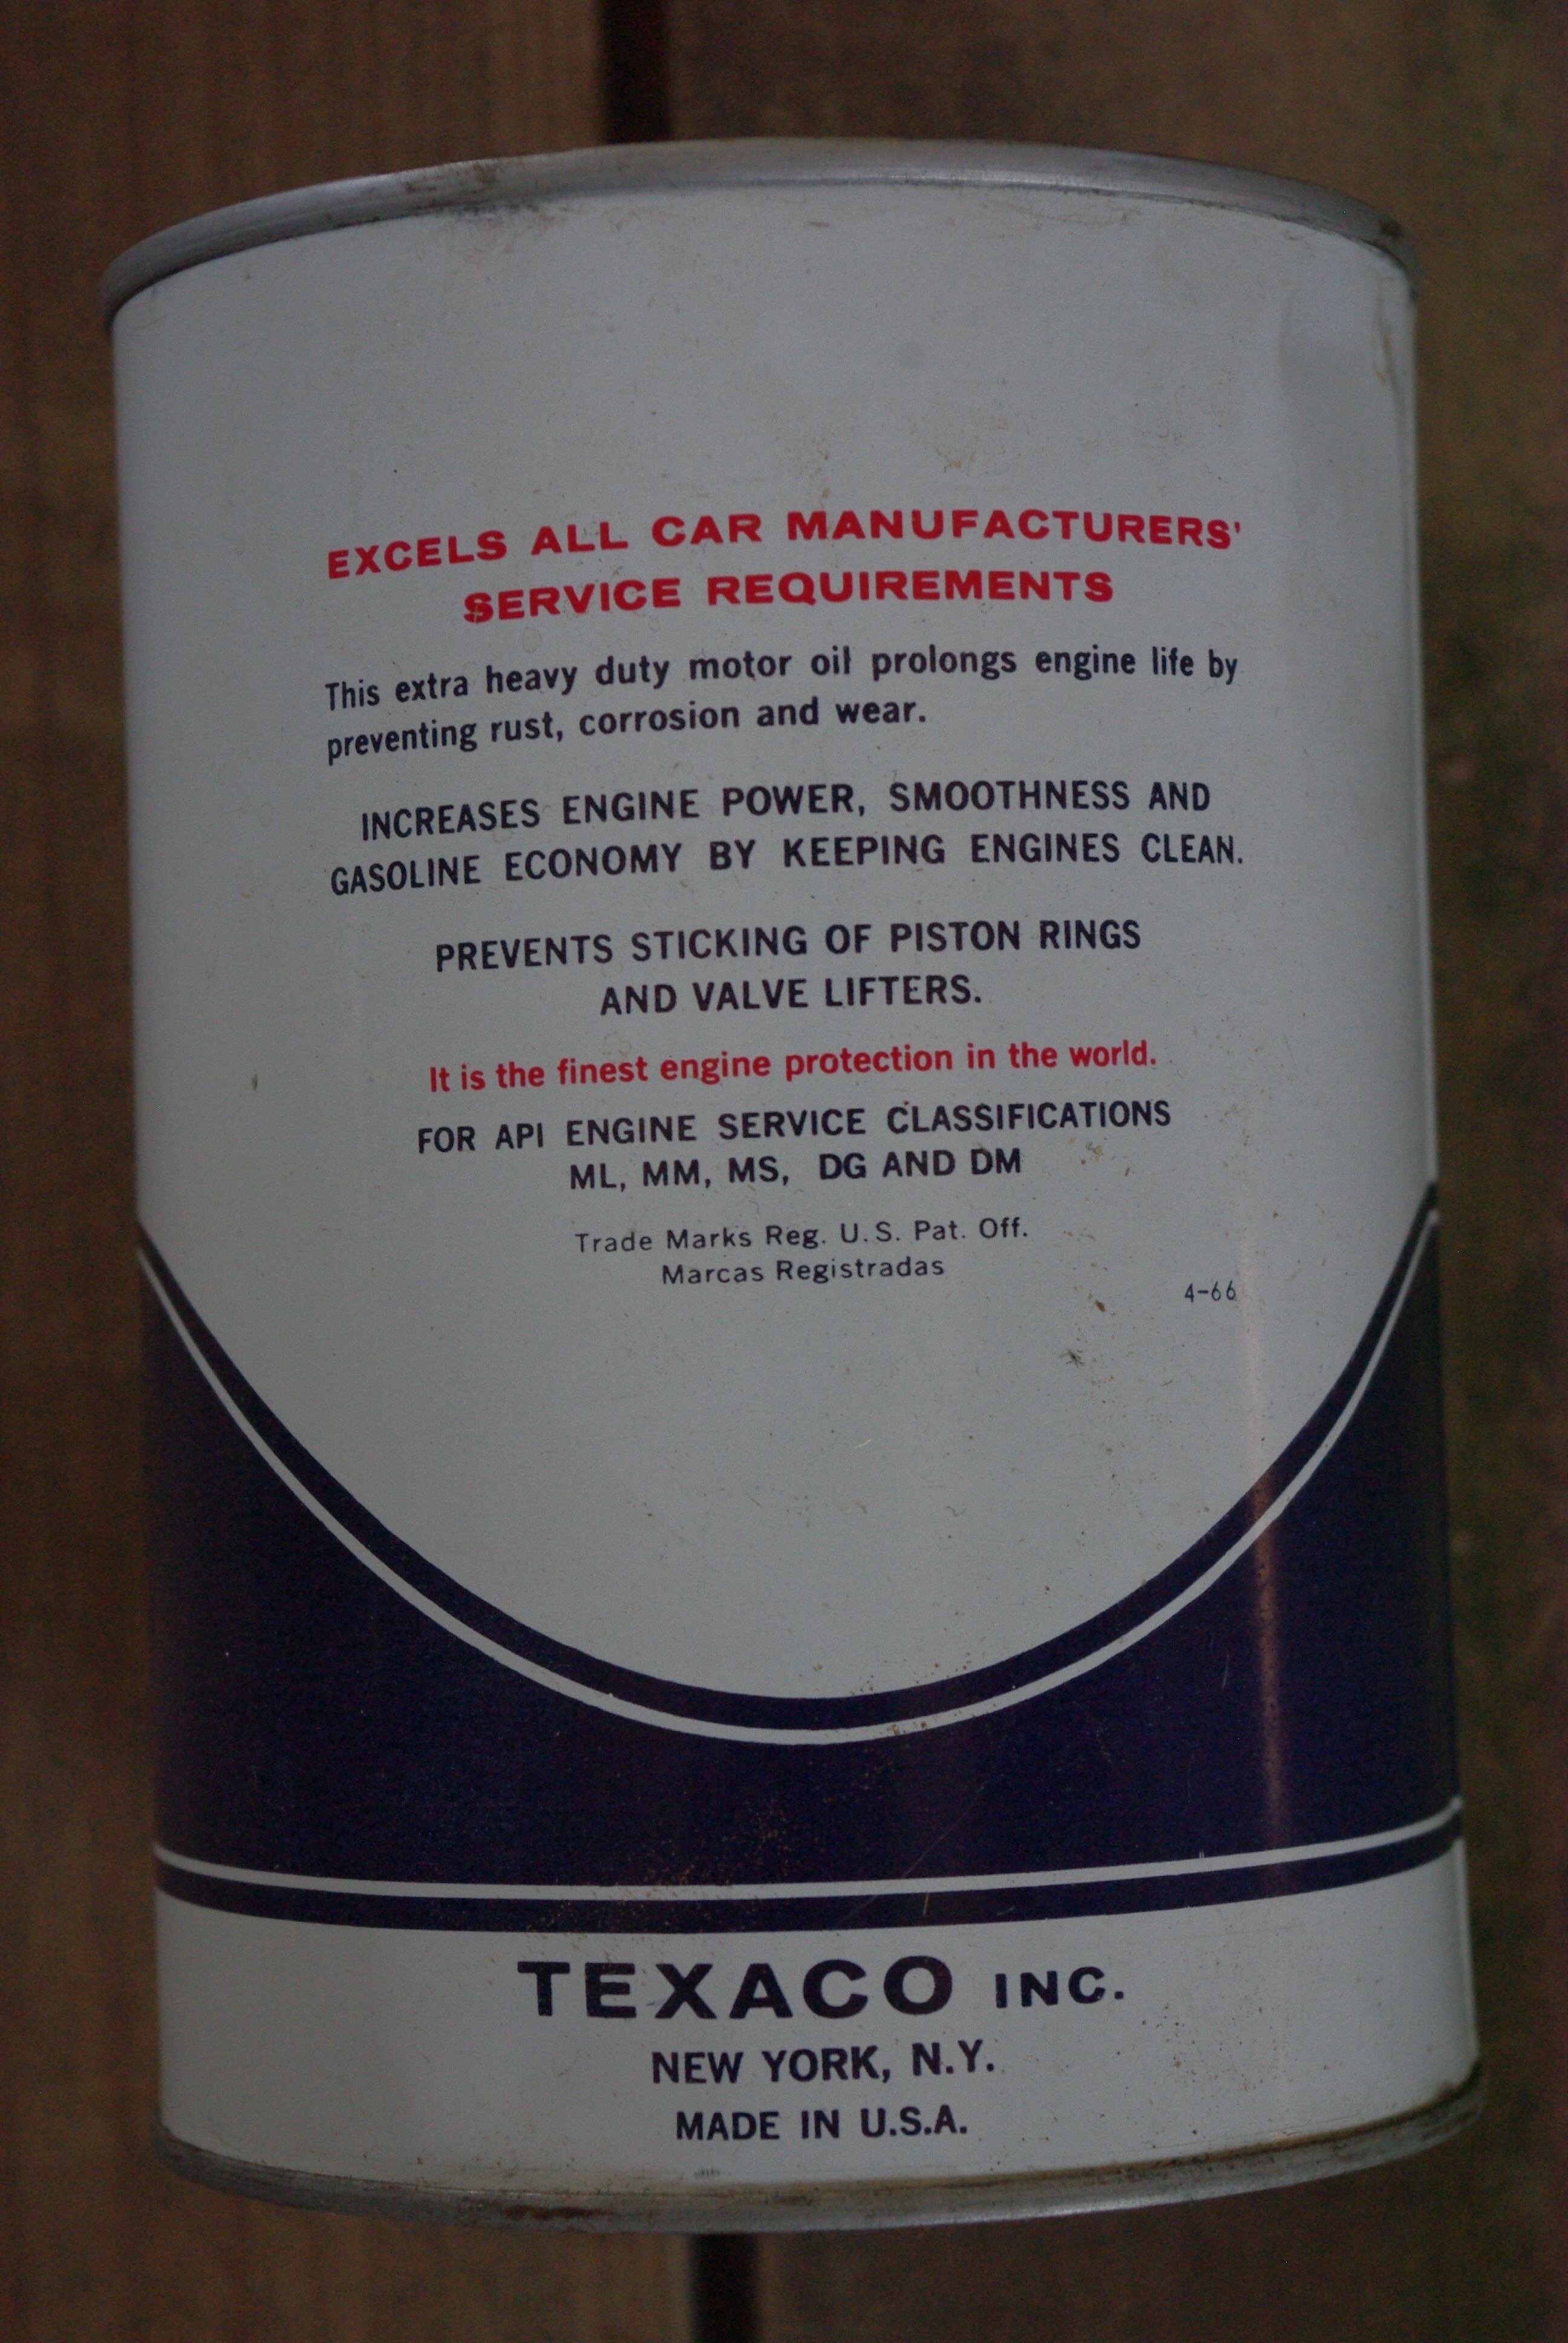 EXCELS ALL CAR MANUFACTURERS'
SERVICE REQUIREMENTS
This extra heavy duty motor oil prolongs engine life by
preventing rust, corrosion and wear.
INCREASES ENGINE POWER, SMOOTHNESS AND
GASOLINE ECONOMY BY KEEPING ENGINES CLEAN.
PREVENTS STICKING OF PISTON RINGS
AND VALVE LIFTERS.
It is the finest engine protection in the world.
FOR API ENGINE SERVICE CLASSIFICATIONS
ML, MM, MS, DG AND DM
Trade Marks Reg. U.S. Pat. Off.
Marcas Registradas
4-66
TEXACO INC.
NEW YORK, N.Y.
MADE IN U.S.A.